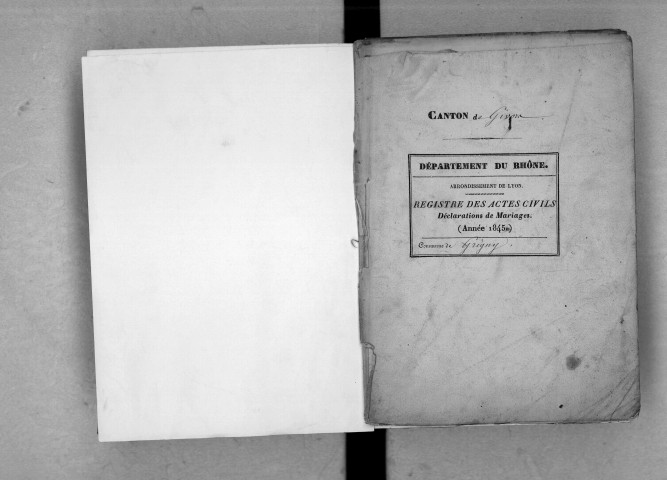 CANTON de Givors
DÉPARTEMENT DU RHÔNE.
ARRONDISSEMENT DE LYON.
REGISTRE DES ACTES CIVILS
Déclarations de Mariages.
(Année 1845.)
Commune de Grigny.